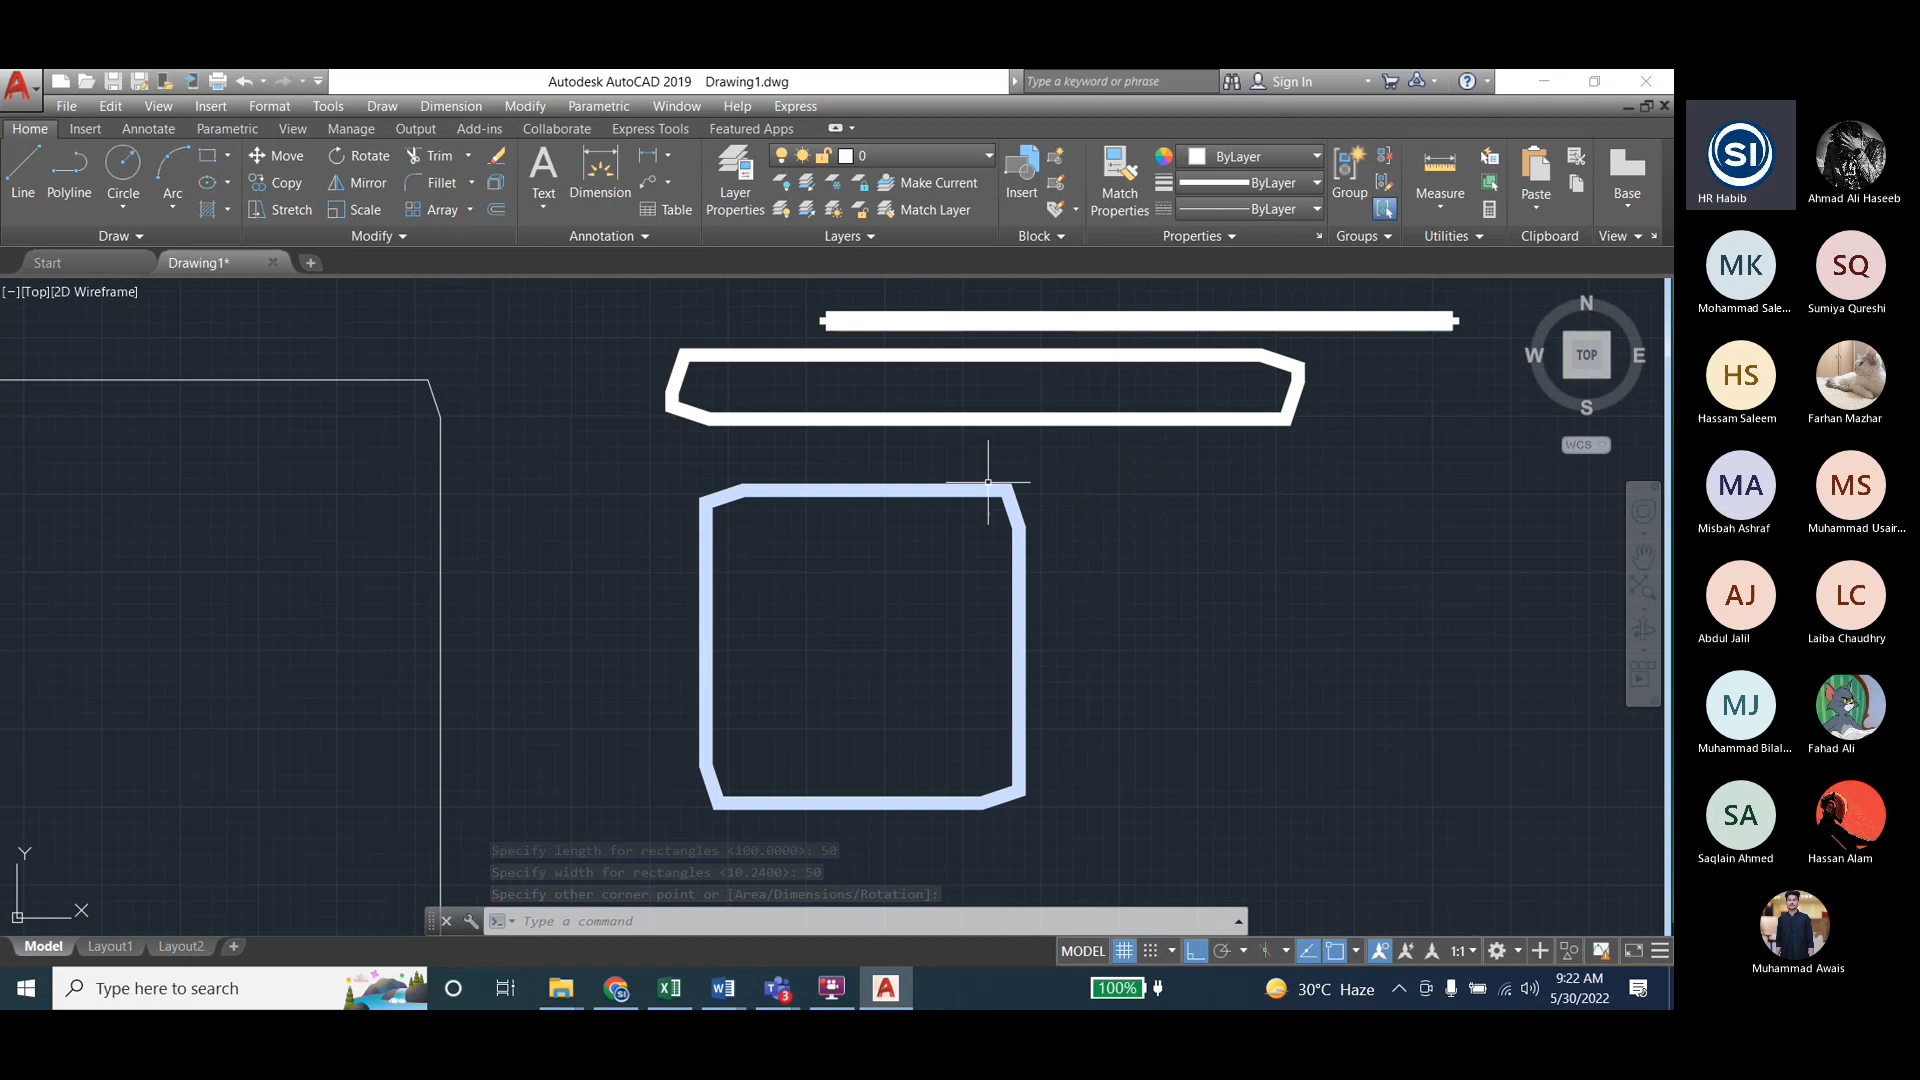 Autodesk AutoCAD 2019 Drawing1.dwg
Type a keyword or phrase
Sign In
File Edit View Insert Format Tools Draw Dimension Modify Parametric Window Help Express
Home Insert Annotate Parametric View Manage Output Add-ins Collaborate Express Tools Featured Apps
Line Polyline Circle Arc
Move Rotate Trim
Copy Mirror Fillet
Stretch Scale Array
Text Dimension Table
Layer Properties
0
Make Current
Match Layer
Insert
Match Properties
ByLayer
ByLayer
ByLayer
Group Measure Paste Base
Draw Modify Annotation Layers Block Properties Groups Utilities Clipboard View
Start Drawing1*
[−][Top][2D Wireframe]
N
W TOP E
S
WCS
Y
X
Specify length for rectangles <100.0000>: 50
Specify width for rectangles <10.2400>: 50
Specify other corner point or [Area/Dimensions/Rotation]:
Type a command
Model Layout1 Layout2
MODEL 1:1
Type here to search
3
100%
30°C Haze
9:22 AM
5/30/2022
SI
HR Habib
Ahmad Ali Haseeb
MK
Mohammad Sale...
SQ
Sumiya Qureshi
HS
Hassam Saleem
Farhan Mazhar
MA
Misbah Ashraf
MS
Muhammad Usair...
AJ
Abdul Jalil
LC
Laiba Chaudhry
MJ
Muhammad Bilal...
Fahad Ali
SA
Saqlain Ahmed
Hassan Alam
Muhammad Awais